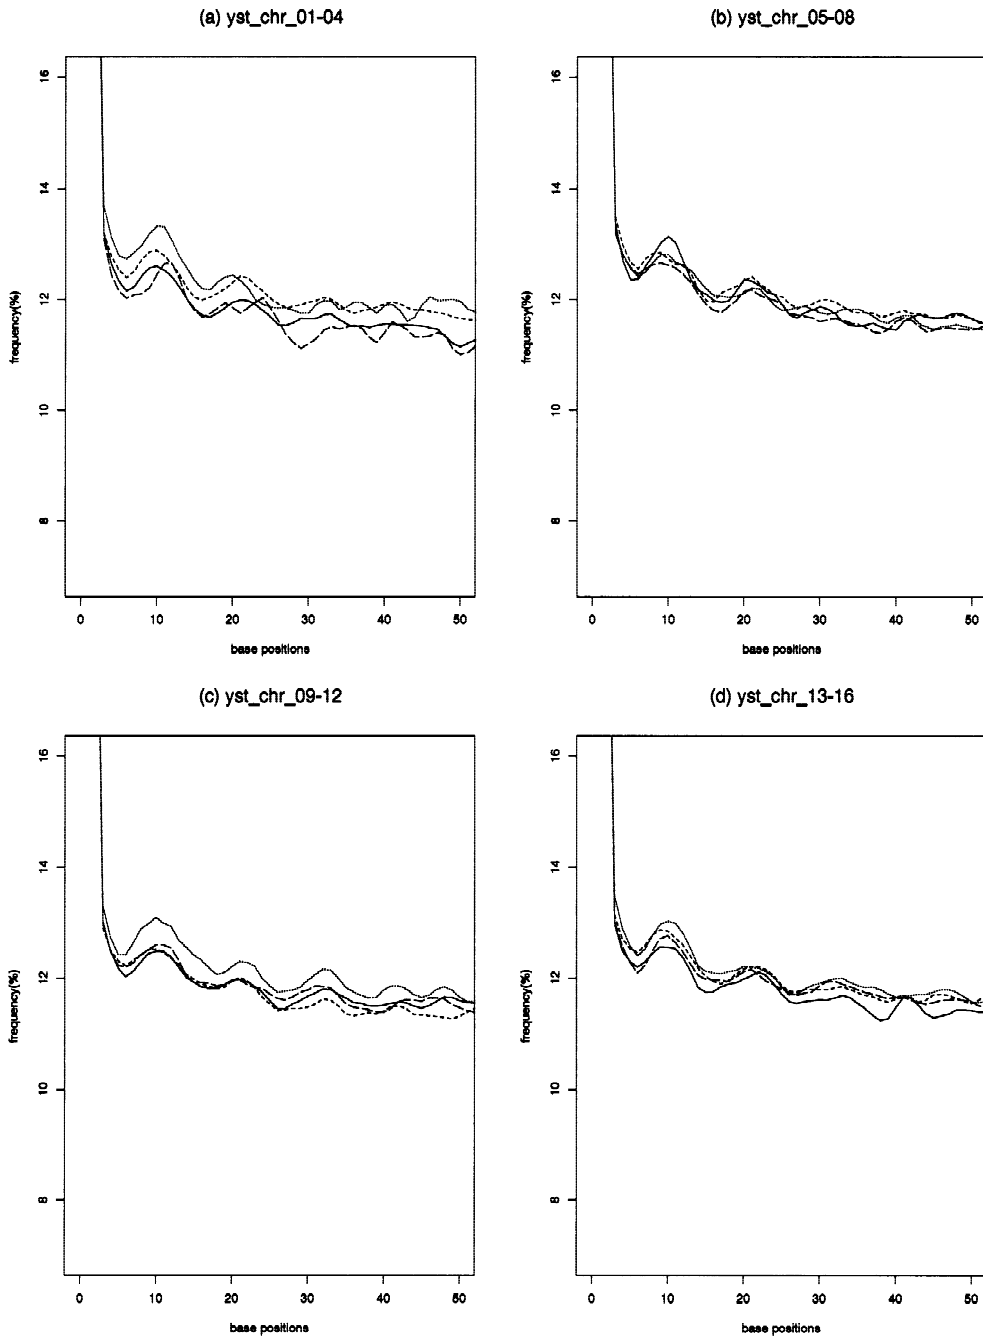 (a) yst_chr_01-04
16
14
12
10
8
frequency(%)
0 10 20 30 40 50
base positions
(b) yst_chr_05-08
16
14
12
10
8
frequency(%)
0 10 20 30 40 50
base positions
(c) yst_chr_09-12
16
14
12
10
8
frequency(%)
0 10 20 30 40 50
base positions
(d) yst_chr_13-16
16
14
12
10
8
frequency(%)
0 10 20 30 40 50
base positions